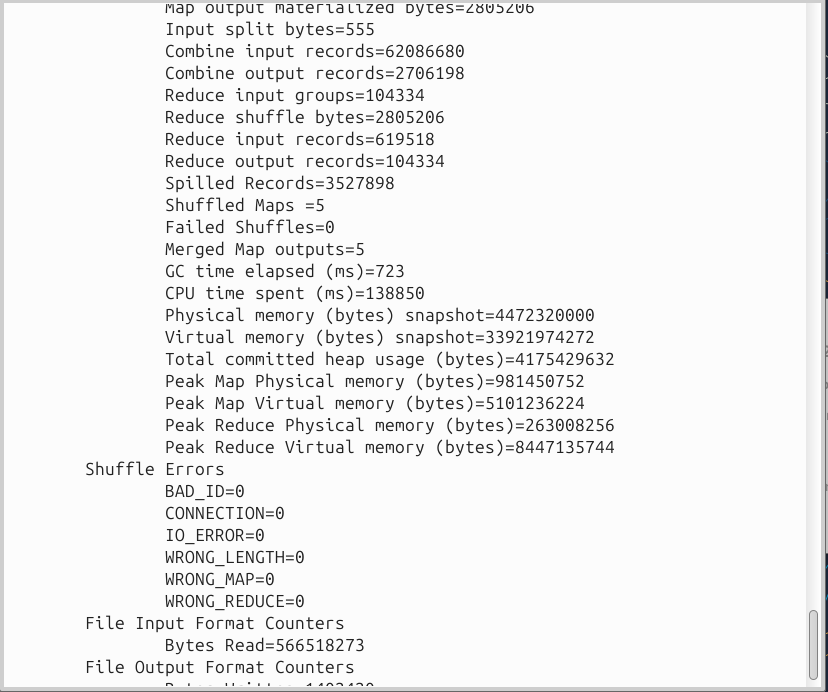 Map output materialized bytes=2805206
Input split bytes=555
Combine input records=62086680
Combine output records=2706198
Reduce input groups=104334
Reduce shuffle bytes=2805206
Reduce input records=619518
Reduce output records=104334
Spilled Records=3527898
Shuffled Maps =5
Failed Shuffles=0
Merged Map outputs=5
GC time elapsed (ms)=723
CPU time spent (ms)=138850
Physical memory (bytes) snapshot=4472320000
Virtual memory (bytes) snapshot=33921974272
Total committed heap usage (bytes)=4175429632
Peak Map Physical memory (bytes)=981450752
Peak Map Virtual memory (bytes)=5101236224
Peak Reduce Physical memory (bytes)=263008256
Peak Reduce Virtual memory (bytes)=8447135744
Shuffle Errors
BAD_ID=0
CONNECTION=0
IO_ERROR=0
WRONG_LENGTH=0
WRONG_MAP=0
WRONG_REDUCE=0
File Input Format Counters
Bytes Read=566518273
File Output Format Counters